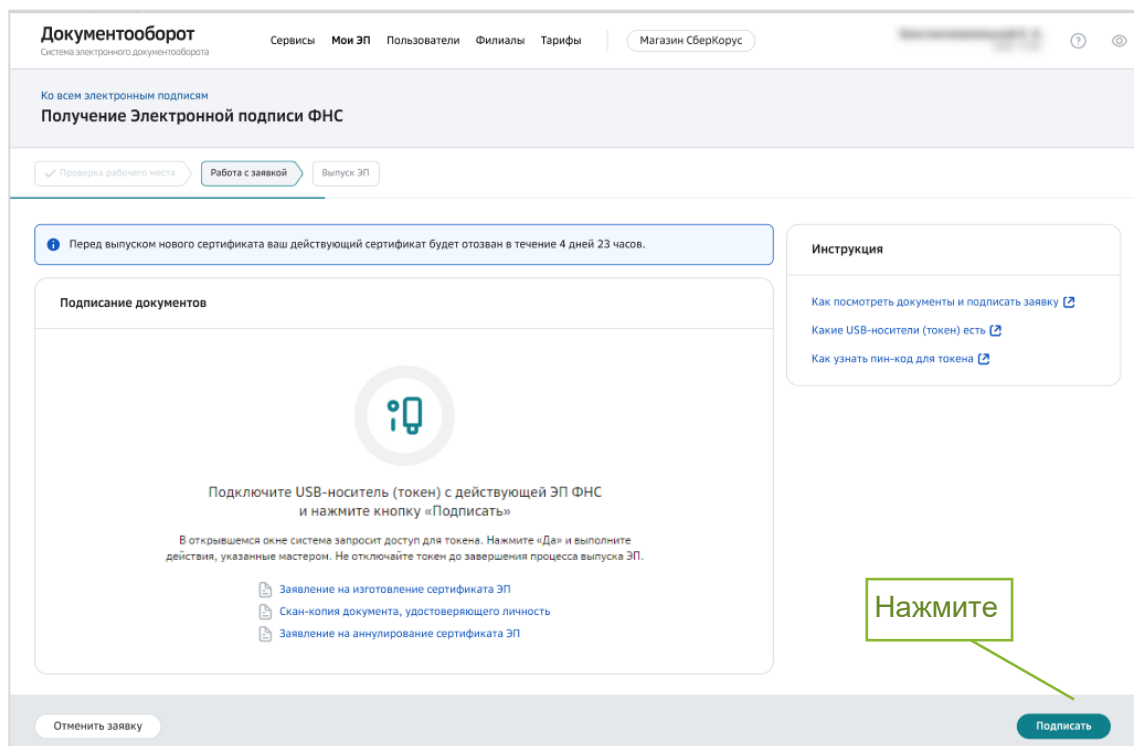 Документооборот
Система электронного документооборота
Сервисы Мои ЭП Пользователи Филиалы Тарифы Магазин СберКорус
Ко всем электронным подписям
Получение Электронной подписи ФНС
Проверка рабочего места Работа с заявкой Выпуск ЭП
Перед выпуском нового сертификата ваш действующий сертификат будет отозван в течение 4 дней 23 часов.
Подписание документов
Подключите USB-носитель (токен) с действующей ЭП ФНС
и нажмите кнопку «Подписать»
В открывшемся окне система запросит доступ для токена. Нажмите «Да» и выполните
действия, указанные мастером. Не отключайте токен до завершения процесса выпуска ЭП.
Заявление на изготовление сертификата ЭП
Скан-копия документа, удостоверяющего личность
Заявление на аннулирование сертификата ЭП
Инструкция
Как посмотреть документы и подписать заявку
Какие USB-носители (токен) есть
Как узнать пин-код для токена
Нажмите
Отменить заявку
Подписать